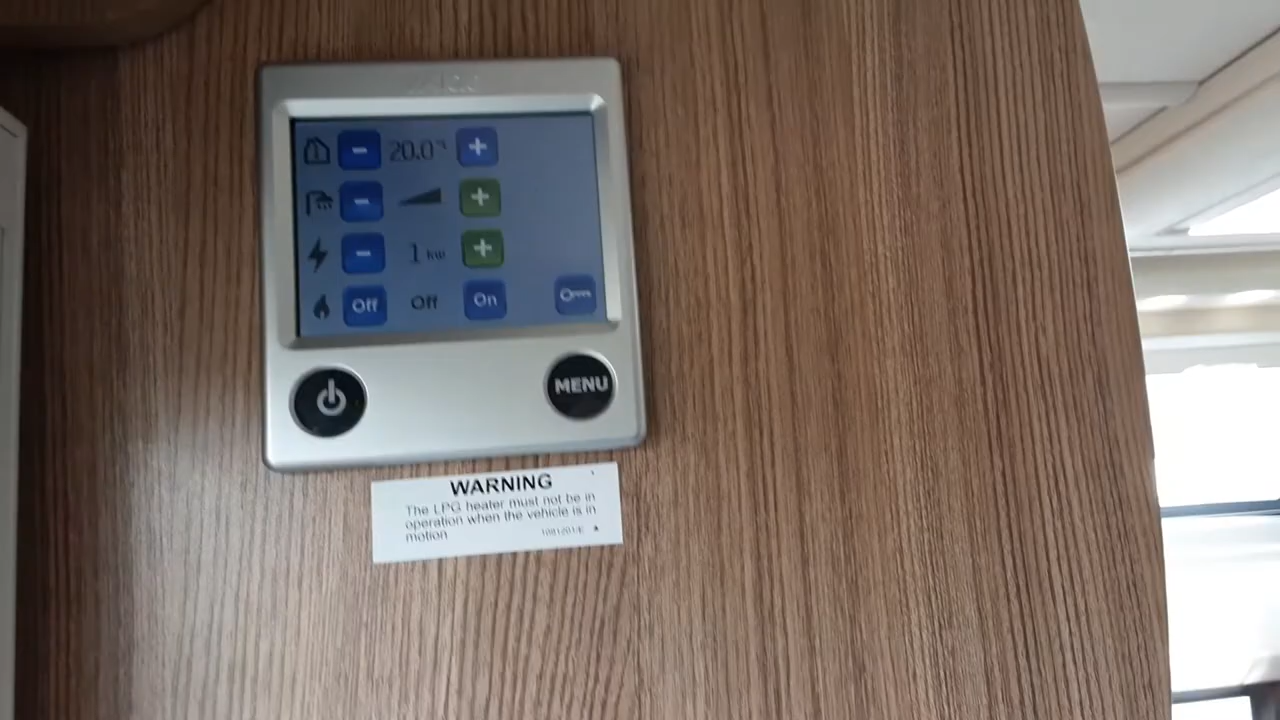 - 20.0 +
- +
- 1 kw +
Off Off On
MENU
WARNING
The LPG heater must not be in
operation when the vehicle is in
motion